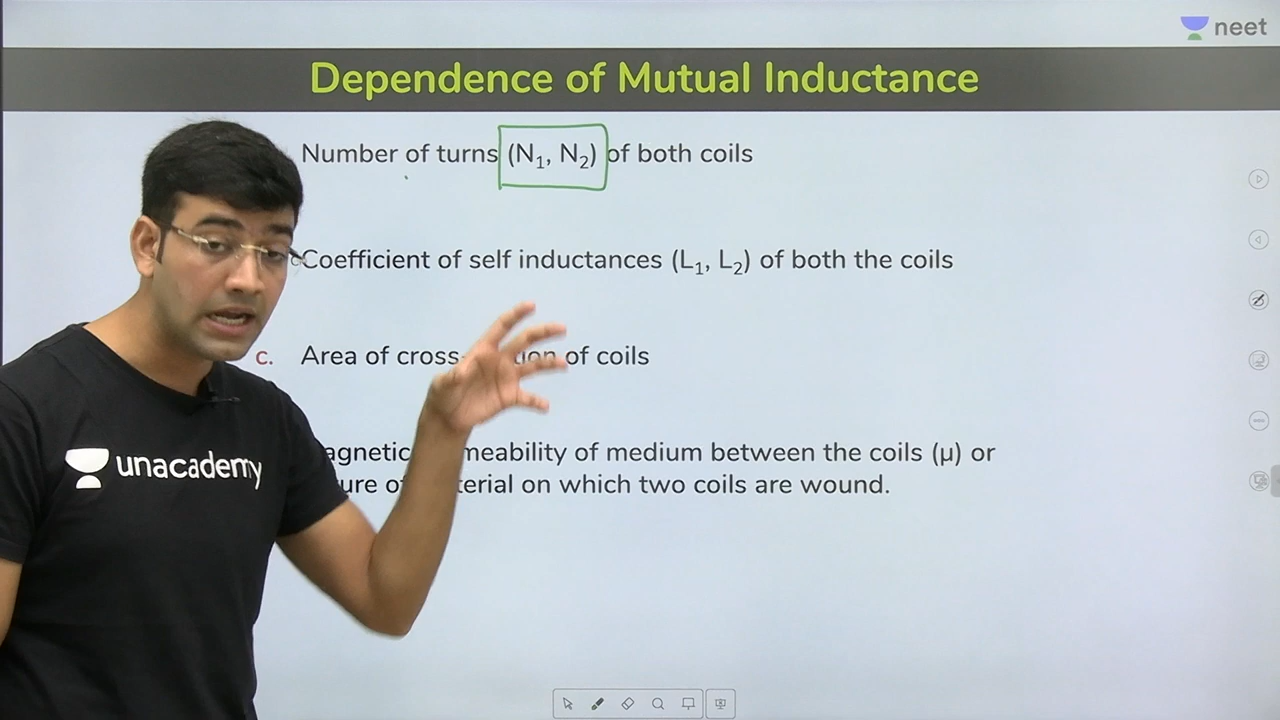 neet
Dependence of Mutual Inductance
Number of turns (N₁, N₂) of both coils
Coefficient of self inductances (L₁, L₂) of both the coils
c. Area of cross- of coils
of medium between the coils (μ) or
on which two coils are wound.
unacademy